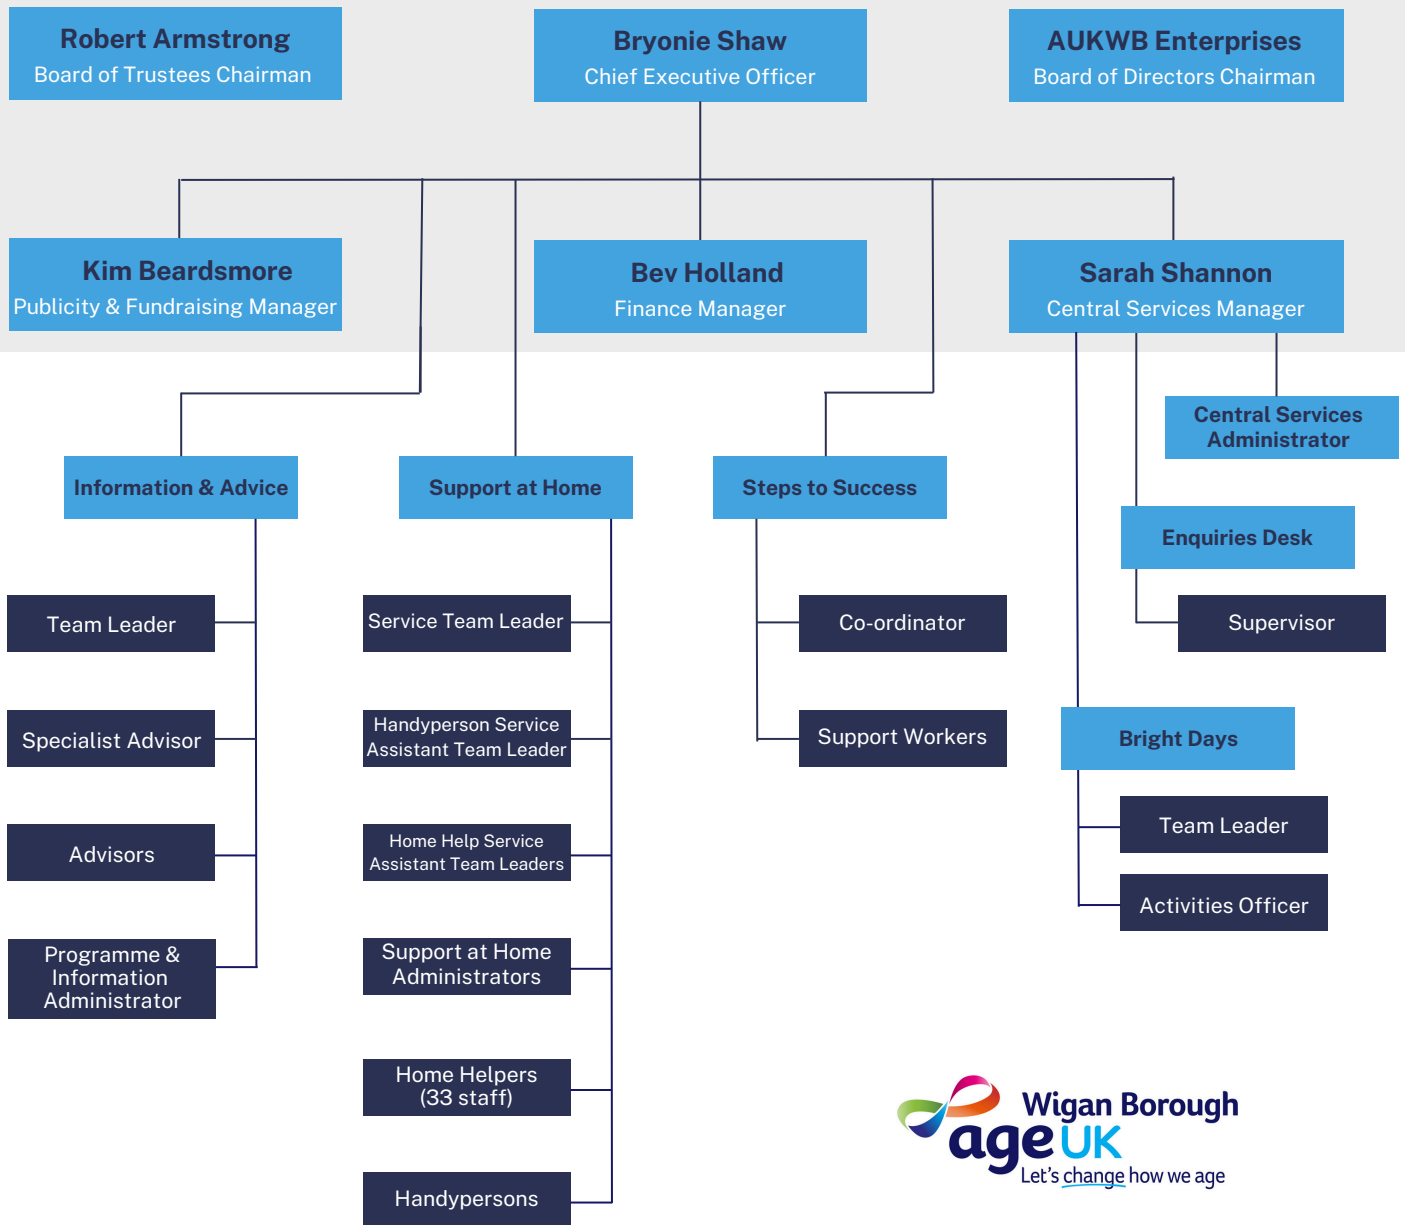 Robert Armstrong
Board of Trustees Chairman
Bryonie Shaw
Chief Executive Officer
AUKWB Enterprises
Board of Directors Chairman
Kim Beardsmore
Publicity & Fundraising Manager
Bev Holland
Finance Manager
Sarah Shannon
Central Services Manager
Central Services
Administrator
Information & Advice
Team Leader
Specialist Advisor
Advisors
Programme &
Information
Administrator
Support at Home
Service Team Leader
Handyperson Service
Assistant Team Leader
Home Help Service
Assistant Team Leaders
Support at Home
Administrators
Home Helpers
(33 staff)
Handypersons
Steps to Success
Co-ordinator
Support Workers
Enquiries Desk
Supervisor
Bright Days
Team Leader
Activities Officer
Wigan Borough
age UK
Let's change how we age